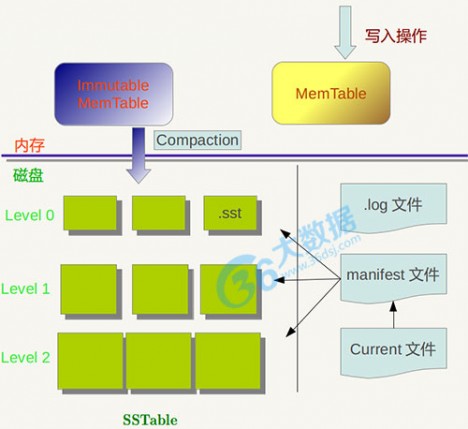 写入操作
Immutable
MemTable
MemTable
Compaction
内存
磁盘
Level 0
.sst
.log 文件
36大数据
www.36dsj.com
Level 1
manifest 文件
Level 2
Current 文件
SSTable